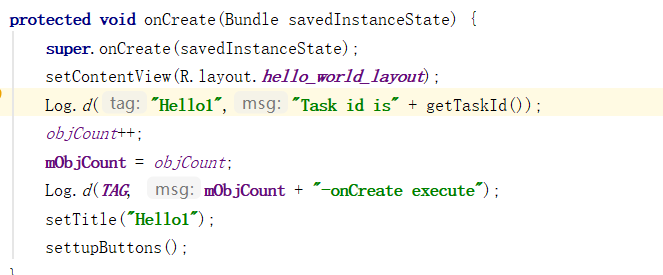 protected void onCreate(Bundle savedInstanceState) {
super.onCreate(savedInstanceState);
setContentView(R.layout.hello_world_layout);
Log.d( tag: "Hello1", msg: "Task id is" + getTaskId());
objCount++;
mObjCount = objCount;
Log.d(TAG, msg: mObjCount + "-onCreate execute");
setTitle("Hello1");
settupButtons();
}